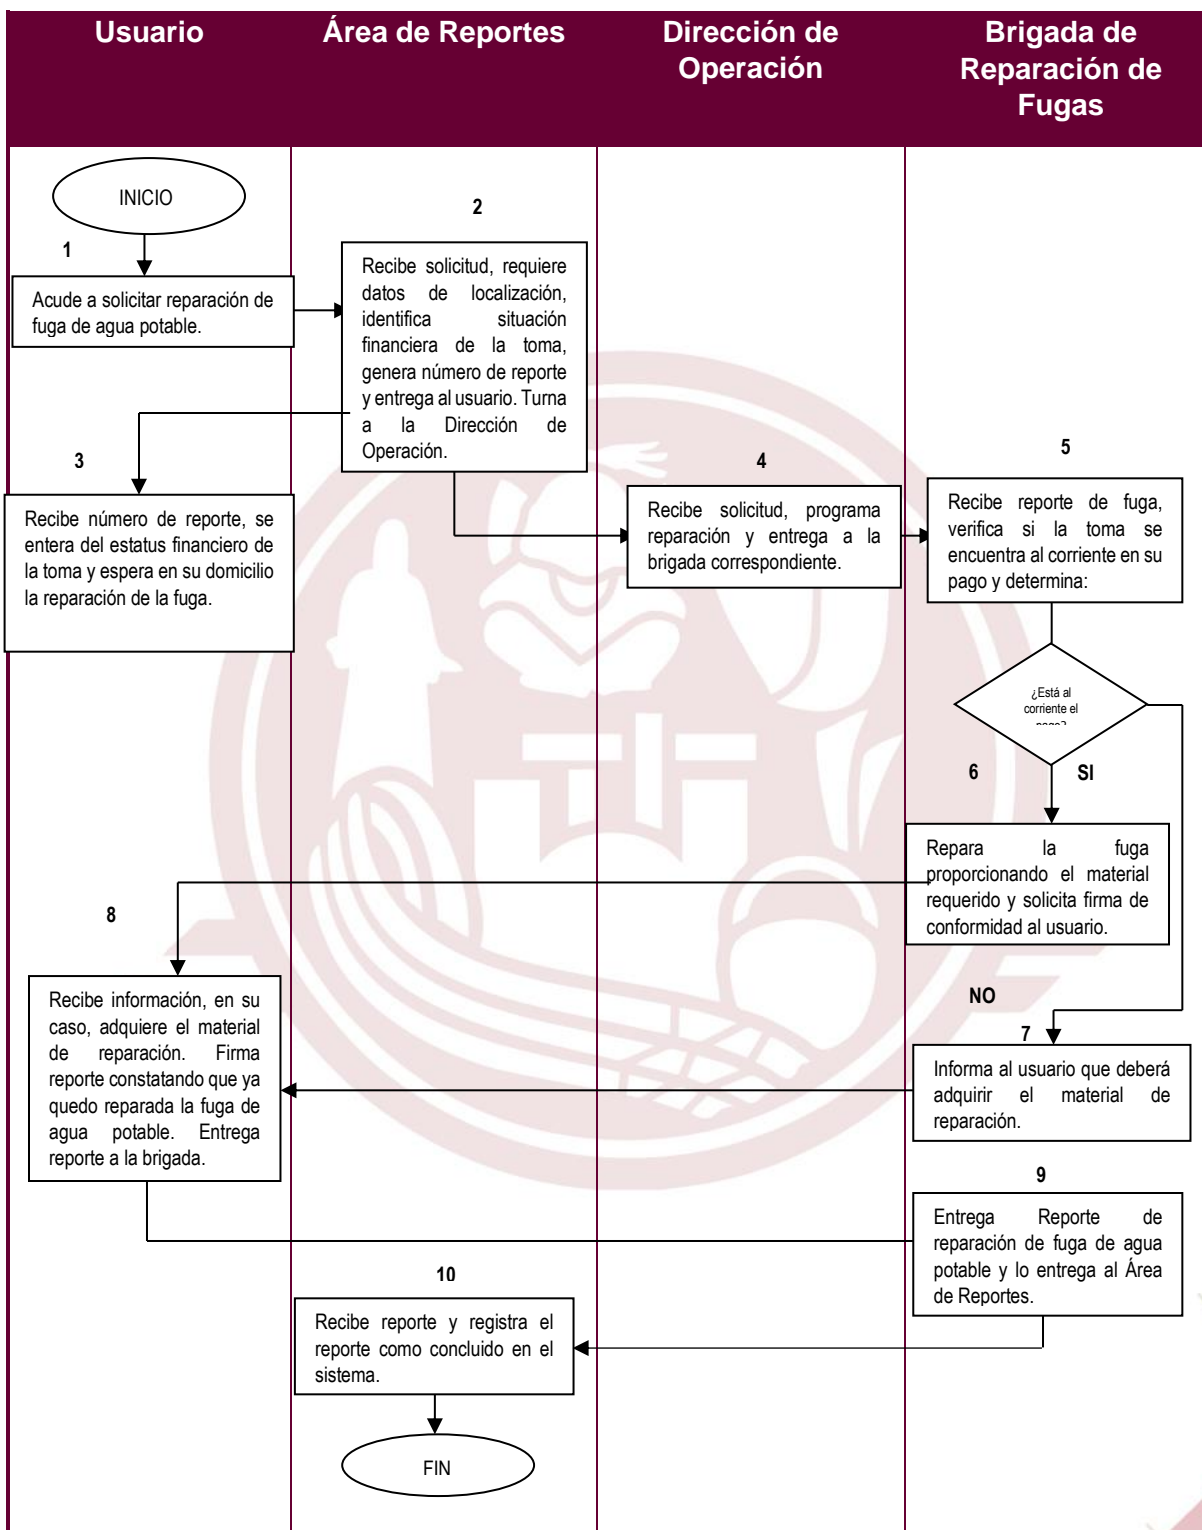 Usuario
Área de Reportes
Dirección de
Operación
Brigada de
Reparación de
Fugas
INICIO
1
Acude a solicitar reparación de
fuga de agua potable.
2
Recibe solicitud, requiere
datos de localización,
identifica situación
financiera de la toma,
genera número de reporte
y entrega al usuario. Turna
a la Dirección de
Operación.
3
Recibe número de reporte, se
entera del estatus financiero de
la toma y espera en su domicilio
la reparación de la fuga.
4
Recibe solicitud, programa
reparación y entrega a la
brigada correspondiente.
5
Recibe reporte de fuga,
verifica si la toma se
encuentra al corriente en su
pago y determina:
¿Está al
corriente el
pago?
6
SI
Repara la fuga
proporcionando el material
requerido y solicita firma de
conformidad al usuario.
NO
7
Informa al usuario que deberá
adquirir el material de
reparación.
8
Recibe información, en su
caso, adquiere el material
de reparación. Firma
reporte constatando que ya
quedo reparada la fuga de
agua potable. Entrega
reporte a la brigada.
9
Entrega Reporte de
reparación de fuga de agua
potable y lo entrega al Área
de Reportes.
10
Recibe reporte y registra el
reporte como concluido en el
sistema.
FIN